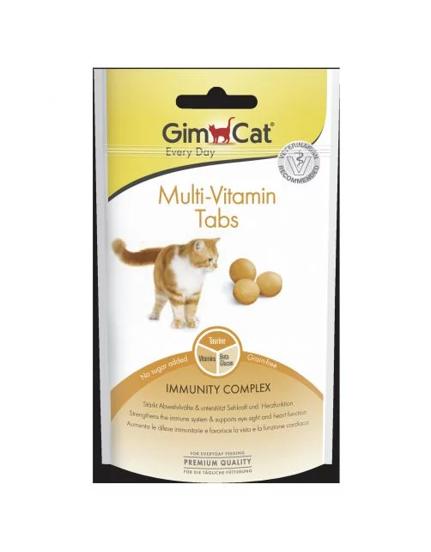 GimCat®
Every Day
VETERINARIAN RECOMMENDED
Multi-Vitamin
Tabs
Taurine
Vitamins
Beta Glucan
No sugar added
Grain-free
IMMUNITY COMPLEX
Stärkt Abwehrkräfte & unterstützt Sehkraft und Herzfunktion
Strengthens the immune system & supports eye sight and heart function
Aumenta le difese immunitarie e favorisce la vista e la funzione cardiaca
FOR EVERYDAY FEEDING
PREMIUM QUALITY
FÜR DIE TÄGLICHE FÜTTERUNG